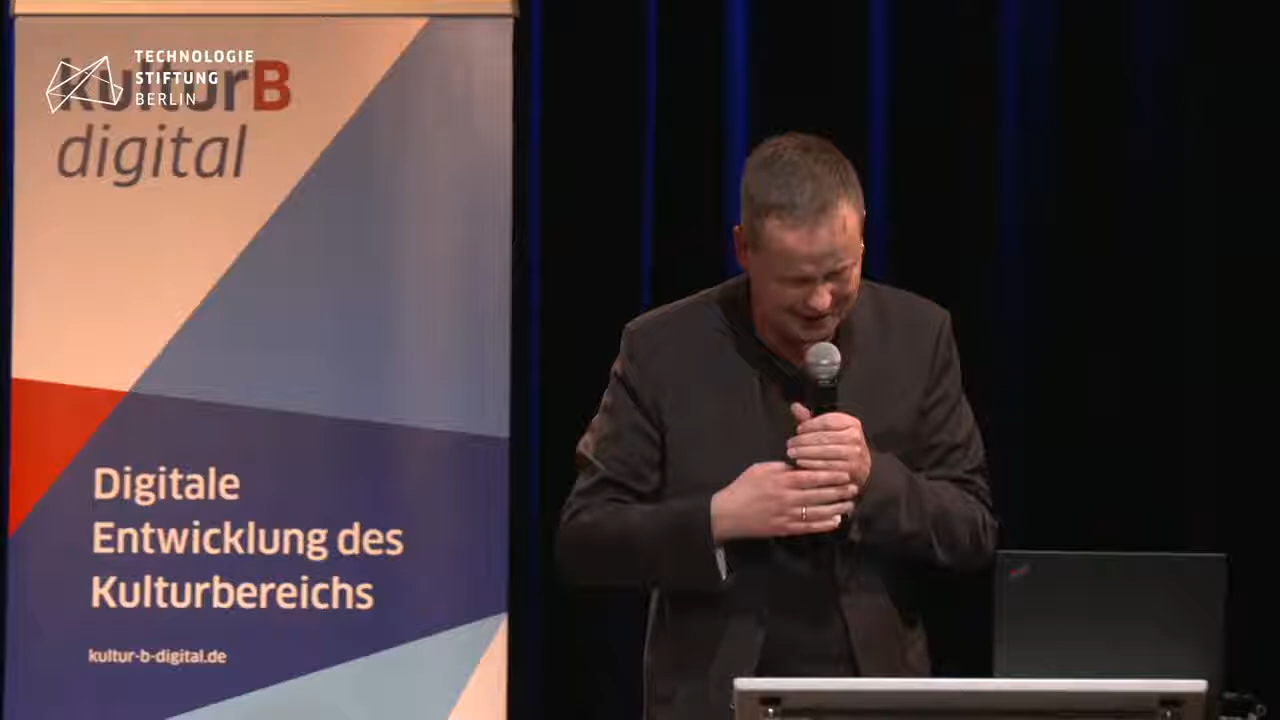 TECHNOLOGIE
STIFTUNG
BERLIN
kulturB
digital
Digitale
Entwicklung des
Kulturbereichs
kultur-b-digital.de